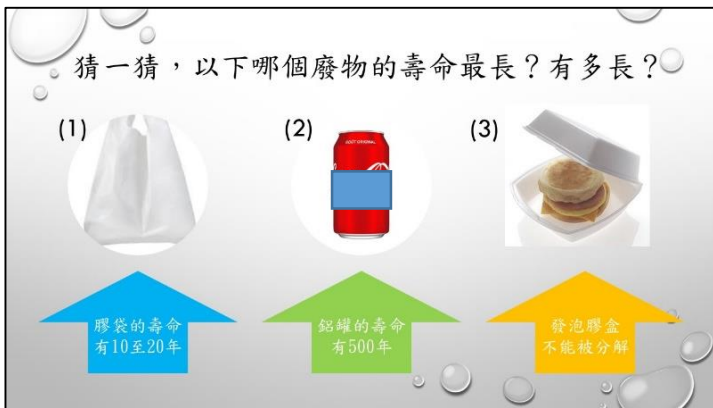 猜一猜，以下哪個廢物的壽命最長？有多長？
(1)
(2)
(3)
膠袋的壽命
有10至20年
鋁罐的壽命
有500年
發泡膠盒
不能被分解